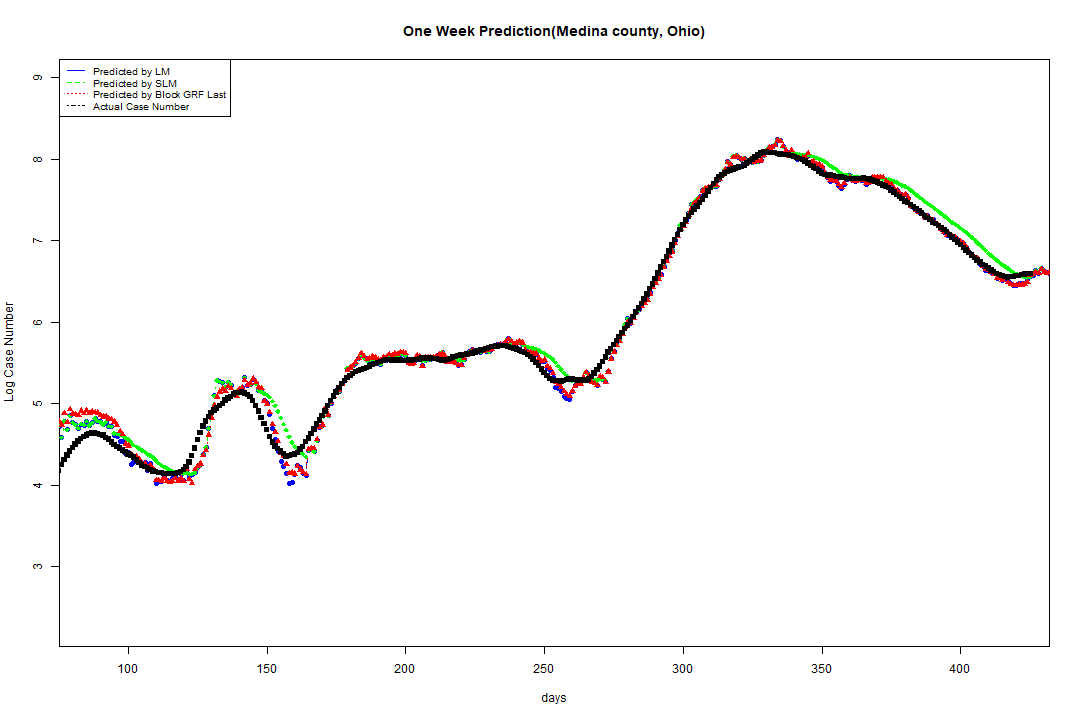 One Week Prediction(Medina county, Ohio)
Predicted by LM
Predicted by SLM
Predicted by Block GRF Last
Actual Case Number
9
8
7
6
5
4
3
Log Case Number
100 150 200 250 300 350 400
days